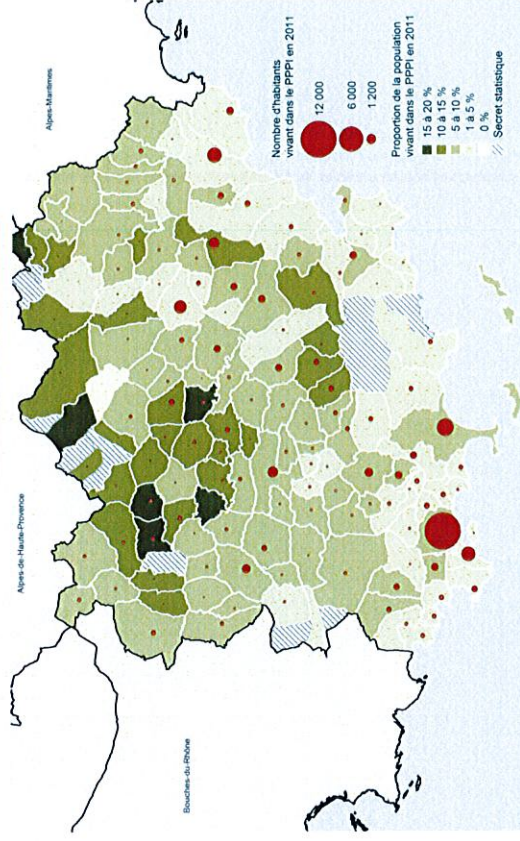 Alpes-de-Haute-Provence
Alpes-Maritimes
Bouches-du-Rhône
Nombre d'habitants
vivant dans le PPPI en 2011
12 000
6 000
1 200
Proportion de la population
vivant dans le PPPI en 2011
15 à 20 %
10 à 15 %
5 à 10 %
1 à 5 %
0 %
Secret statistique